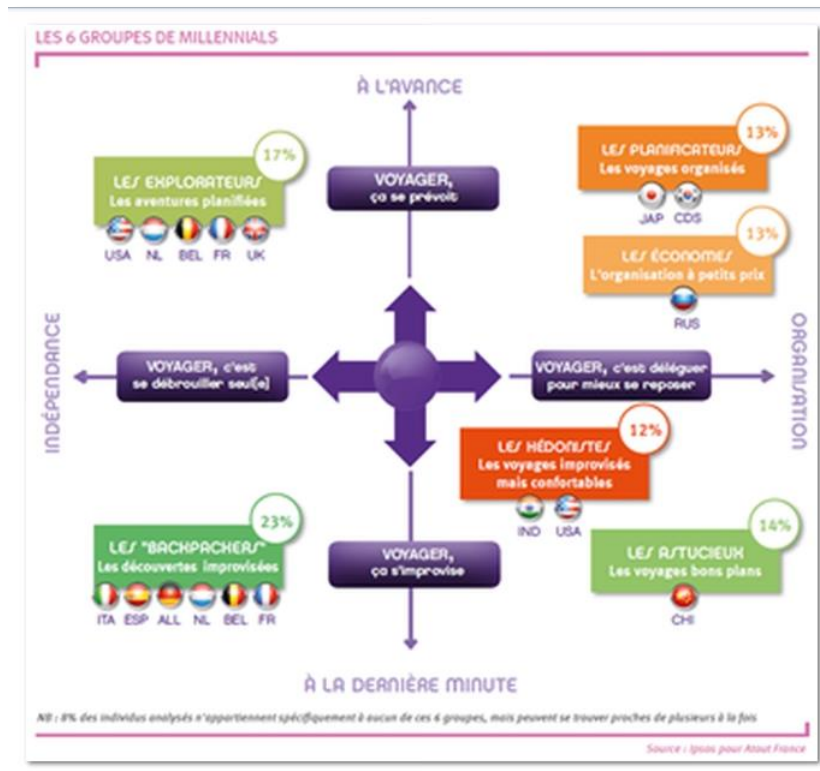 LES 6 GROUPES DE MILLENNIALS
À L'AVANCE
17%
LES EXPLORATEURS
Les aventures planifiées
USA NL BEL FR UK
VOYAGER,
ça se prévoit
13%
LES PLANIFICATEURS
Les voyages organisés
JAP CDS
13%
LES ÉCONOMES
L'organisation à petits prix
RUS
INDÉPENDANCE
VOYAGER, c'est
se débrouiller seul[e]
VOYAGER, c'est déléguer
pour mieux se reposer
ORGANISATION
12%
LES HÉDONISTES
Les voyages improvisés
mais confortables
IND USA
23%
LES "BACKPACKERS"
Les découvertes improvisées
ITA ESP ALL NL BEL FR
VOYAGER,
ça s'improvise
14%
LES ASTUCIEUX
Les voyages bons plans
CHI
À LA DERNIÈRE MINUTE
NB : 8% des individus analysés n'appartiennent spécifiquement à aucun de ces 6 groupes, mais peuvent se trouver proches de plusieurs à la fois
Source : Ipsos pour Atout France